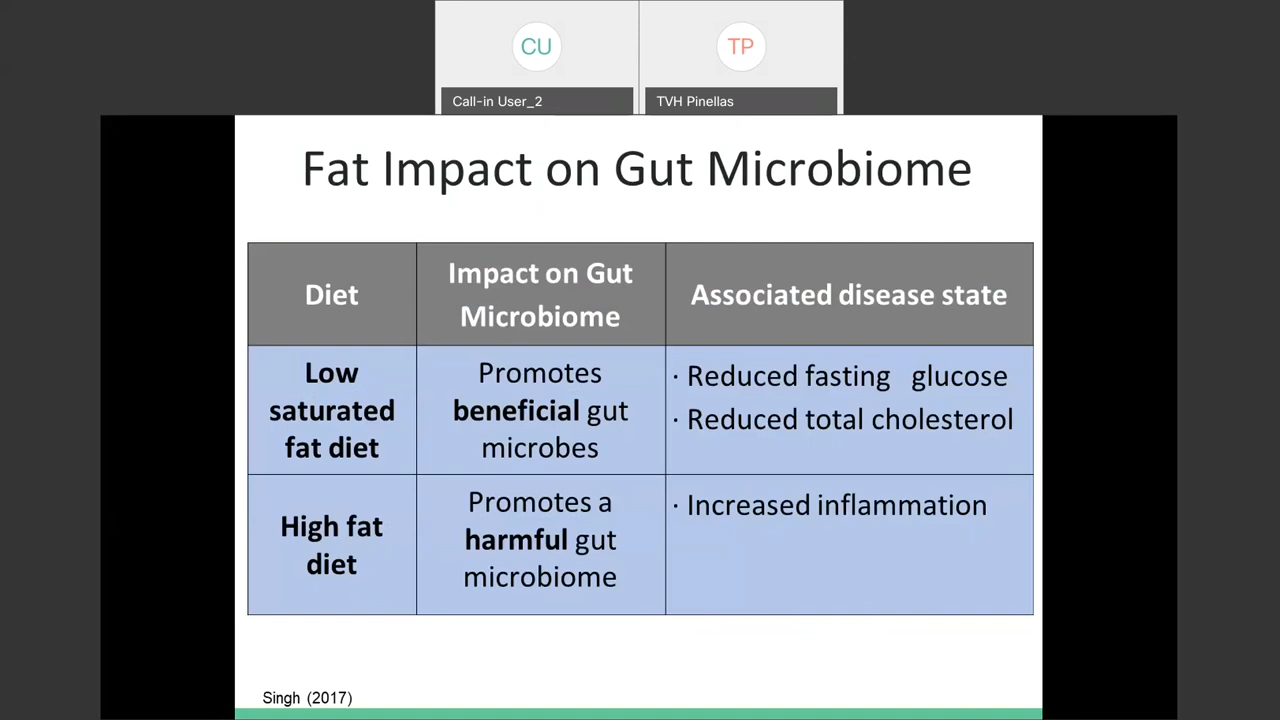 CU
TP
Call-in User_2
TVH Pinellas
Fat Impact on Gut Microbiome
Diet
Impact on Gut
Microbiome
Associated disease state
Low
saturated
fat diet
Promotes
beneficial gut
microbes
· Reduced fasting glucose
· Reduced total cholesterol
High fat
diet
Promotes a
harmful gut
microbiome
· Increased inflammation
Singh (2017)